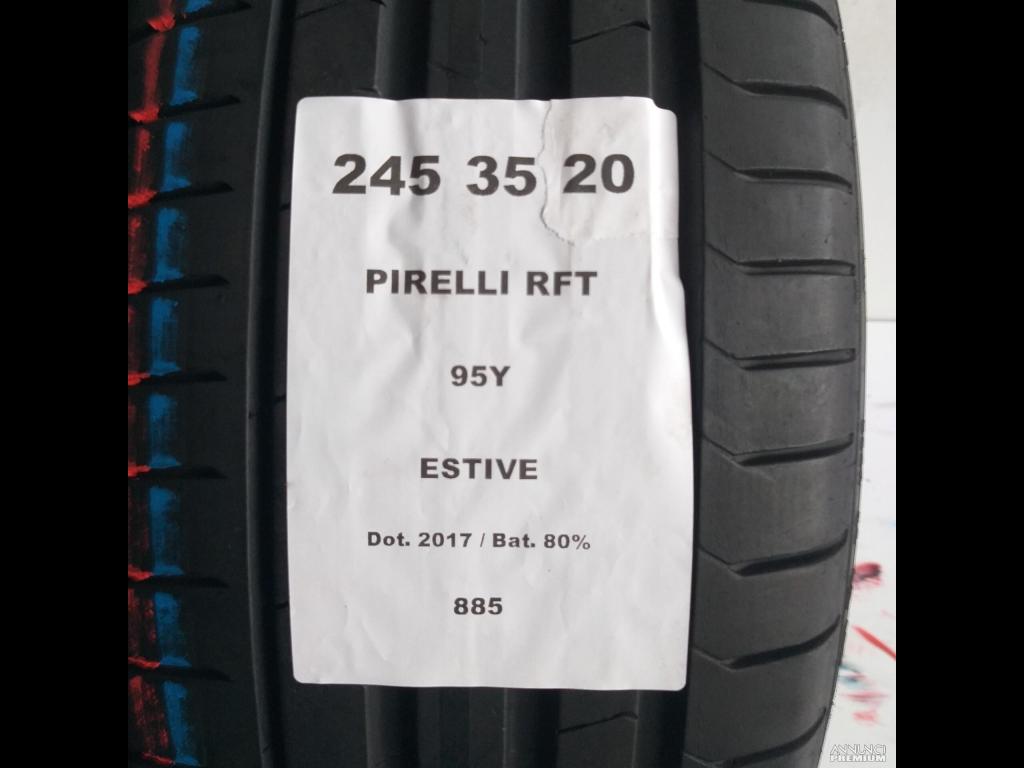 245 35 20
PIRELLI RFT
95Y
ESTIVE
Dot. 2017 / Bat. 80%
885
ANNUNCI
PREMIUM